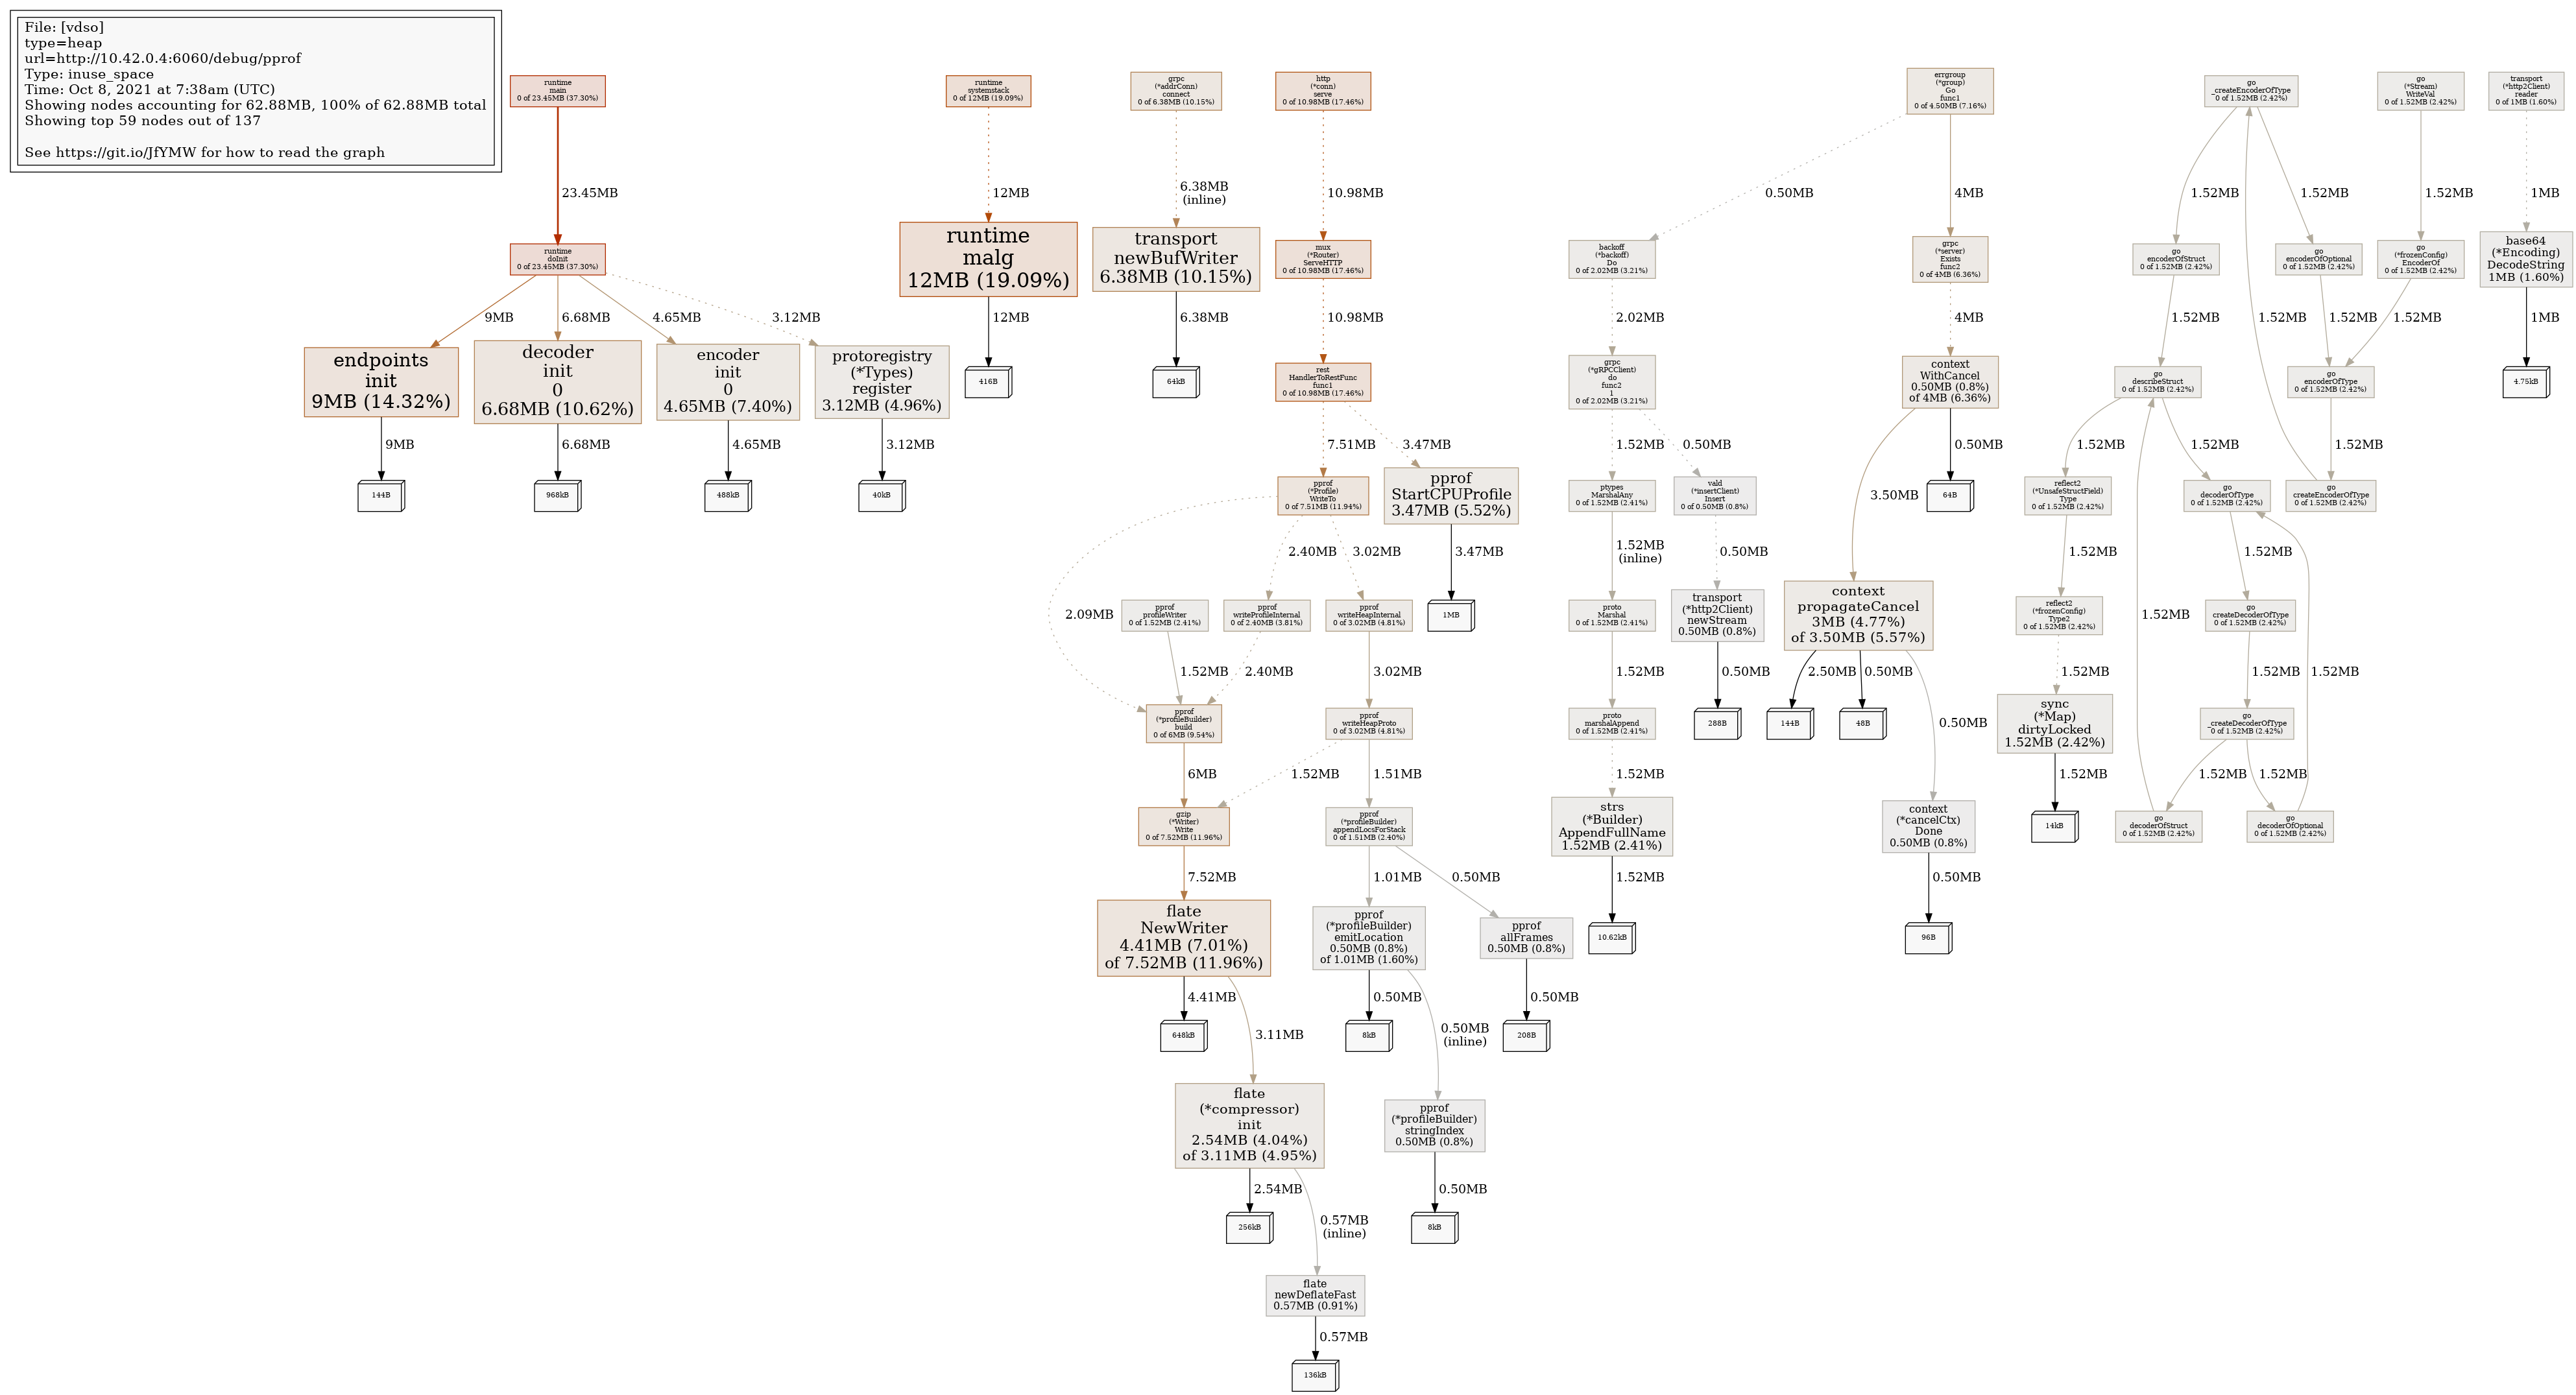 File: [vdso]
type=heap
url=http://10.42.0.4:6060/debug/pprof
Type: inuse_space
Time: Oct 8, 2021 at 7:38am (UTC)
Showing nodes accounting for 62.88MB, 100% of 62.88MB total
Showing top 59 nodes out of 137
See https://git.io/JfYMW for how to read the graph
runtime
main
0 of 23.45MB (37.30%)
23.45MB
runtime
doInit
0 of 23.45MB (37.30%)
9MB
6.68MB
4.65MB
3.12MB
endpoints
init
9MB (14.32%)
9MB
144B
decoder
init
0
6.68MB (10.62%)
6.68MB
968kB
encoder
init
0
4.65MB (7.40%)
4.65MB
488kB
protoregistry
(*Types)
register
3.12MB (4.96%)
3.12MB
40kB
runtime
systemstack
0 of 12MB (19.09%)
12MB
runtime
malg
12MB (19.09%)
12MB
416B
grpc
(*addrConn)
connect
0 of 6.38MB (10.15%)
6.38MB
(inline)
transport
newBufWriter
6.38MB (10.15%)
6.38MB
64kB
http
(*conn)
serve
0 of 10.98MB (17.46%)
10.98MB
mux
(*Router)
ServeHTTP
0 of 10.98MB (17.46%)
10.98MB
rest
HandlerToRestFunc
func1
0 of 10.98MB (17.46%)
7.51MB
3.47MB
pprof
(*Profile)
WriteTo
0 of 7.51MB (11.94%)
pprof
StartCPUProfile
3.47MB (5.52%)
3.47MB
1MB
2.09MB
2.40MB
3.02MB
pprof
profileWriter
0 of 1.52MB (2.41%)
pprof
writeProfileInternal
0 of 2.40MB (3.81%)
pprof
writeHeapInternal
0 of 3.02MB (4.81%)
1.52MB
2.40MB
3.02MB
pprof
(*profileBuilder)
build
0 of 6MB (9.54%)
pprof
writeHeapProto
0 of 3.02MB (4.81%)
6MB
1.52MB
1.51MB
gzip
(*Writer)
Write
0 of 7.52MB (11.96%)
pprof
(*profileBuilder)
appendLocsForStack
0 of 1.51MB (2.40%)
7.52MB
1.01MB
0.50MB
flate
NewWriter
4.41MB (7.01%)
of 7.52MB (11.96%)
pprof
(*profileBuilder)
emitLocation
0.50MB (0.8%)
of 1.01MB (1.60%)
pprof
allFrames
0.50MB (0.8%)
4.41MB
648kB
3.11MB
0.50MB
8kB
0.50MB
(inline)
0.50MB
208B
flate
(*compressor)
init
2.54MB (4.04%)
of 3.11MB (4.95%)
pprof
(*profileBuilder)
stringIndex
0.50MB (0.8%)
2.54MB
256kB
0.57MB
(inline)
0.50MB
8kB
flate
newDeflateFast
0.57MB (0.91%)
0.57MB
136kB
errgroup
(*group)
Go
func1
0 of 4.50MB (7.16%)
0.50MB
4MB
backoff
(*backoff)
Do
0 of 2.02MB (3.21%)
2.02MB
grpc
(*gRPCClient)
do
func2
1
0 of 2.02MB (3.21%)
1.52MB
0.50MB
ptypes
MarshalAny
0 of 1.52MB (2.41%)
1.52MB
(inline)
proto
Marshal
0 of 1.52MB (2.41%)
1.52MB
proto
marshalAppend
0 of 1.52MB (2.41%)
1.52MB
strs
(*Builder)
AppendFullName
1.52MB (2.41%)
1.52MB
10.62kB
vald
(*insertClient)
Insert
0 of 0.50MB (0.8%)
0.50MB
transport
(*http2Client)
newStream
0.50MB (0.8%)
0.50MB
288B
grpc
(*server)
Exists
func2
0 of 4MB (6.36%)
4MB
context
WithCancel
0.50MB (0.8%)
of 4MB (6.36%)
3.50MB
0.50MB
64B
context
propagateCancel
3MB (4.77%)
of 3.50MB (5.57%)
2.50MB
144B
0.50MB
48B
0.50MB
context
(*cancelCtx)
Done
0.50MB (0.8%)
0.50MB
96B
go
_createEncoderOfType
0 of 1.52MB (2.42%)
1.52MB
1.52MB
go
encoderOfStruct
0 of 1.52MB (2.42%)
go
encoderOfOptional
0 of 1.52MB (2.42%)
1.52MB
1.52MB
1.52MB
go
(*Stream)
WriteVal
0 of 1.52MB (2.42%)
1.52MB
go
(*frozenConfig)
EncoderOf
0 of 1.52MB (2.42%)
1.52MB
go
describeStruct
0 of 1.52MB (2.42%)
go
encoderOfType
0 of 1.52MB (2.42%)
1.52MB
1.52MB
1.52MB
reflect2
(*UnsafeStructField)
Type
0 of 1.52MB (2.42%)
go
decoderOfType
0 of 1.52MB (2.42%)
go
createEncoderOfType
0 of 1.52MB (2.42%)
1.52MB
1.52MB
reflect2
(*frozenConfig)
Type2
0 of 1.52MB (2.42%)
1.52MB
go
createDecoderOfType
0 of 1.52MB (2.42%)
1.52MB
1.52MB
1.52MB
sync
(*Map)
dirtyLocked
1.52MB (2.42%)
1.52MB
14kB
go
_createDecoderOfType
0 of 1.52MB (2.42%)
1.52MB
1.52MB
go
decoderOfStruct
0 of 1.52MB (2.42%)
go
decoderOfOptional
0 of 1.52MB (2.42%)
transport
(*http2Client)
reader
0 of 1MB (1.60%)
1MB
base64
(*Encoding)
DecodeString
1MB (1.60%)
1MB
4.75kB